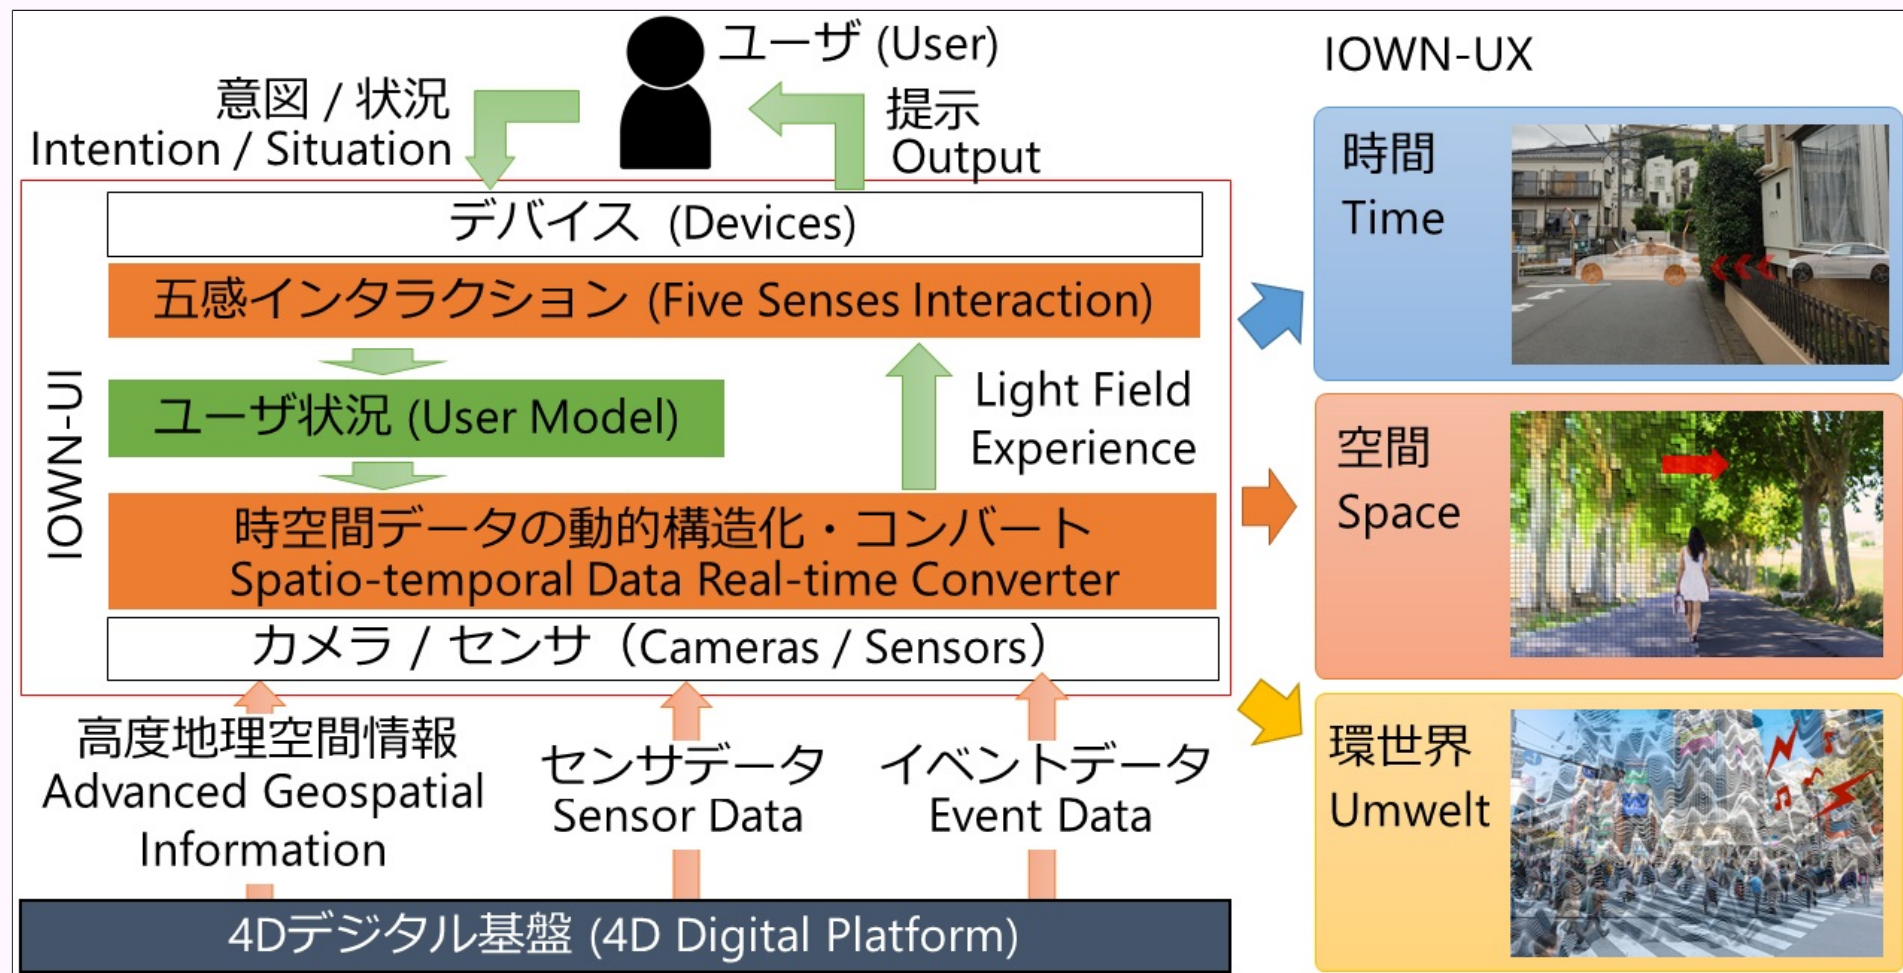 ユーザ (User)
意図 / 状況
Intention / Situation
提示
Output
IOWN-UI
デバイス (Devices)
五感インタラクション (Five Senses Interaction)
ユーザ状況 (User Model)
Light Field
Experience
時空間データの動的構造化・コンバート
Spatio-temporal Data Real-time Converter
カメラ / センサ（Cameras / Sensors）
高度地理空間情報
Advanced Geospatial
Information
センサデータ
Sensor Data
イベントデータ
Event Data
4Dデジタル基盤 (4D Digital Platform)
IOWN-UX
時間
Time
空間
Space
環世界
Umwelt